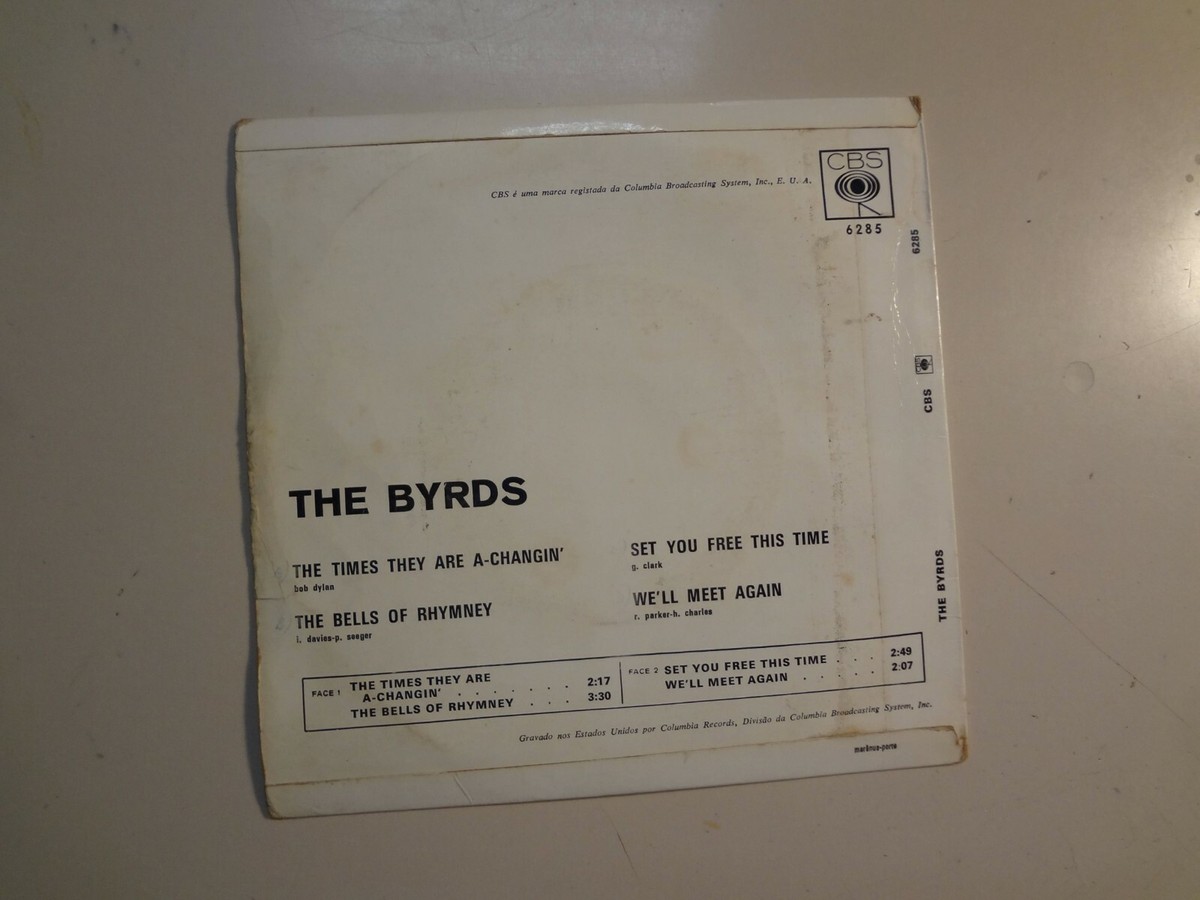 CBS é uma marca registada da Columbia Broadcasting System, Inc., E. U. A.
CBS
6285
6285
CBS
THE BYRDS
THE BYRDS
THE TIMES THEY ARE A-CHANGIN'
bob dylan
THE BELLS OF RHYMNEY
i. davies-p. seeger
SET YOU FREE THIS TIME
g. clark
WE'LL MEET AGAIN
r. parker-h. charles
FACE 1 THE TIMES THEY ARE
A-CHANGIN' . . . . . . . 2:17
THE BELLS OF RHYMNEY . . . 3:30
FACE 2 SET YOU FREE THIS TIME . . . 2:49
WE'LL MEET AGAIN . . . . . 2:07
Gravado nos Estados Unidos por Columbia Records, Divisão da Columbia Broadcasting System, Inc.